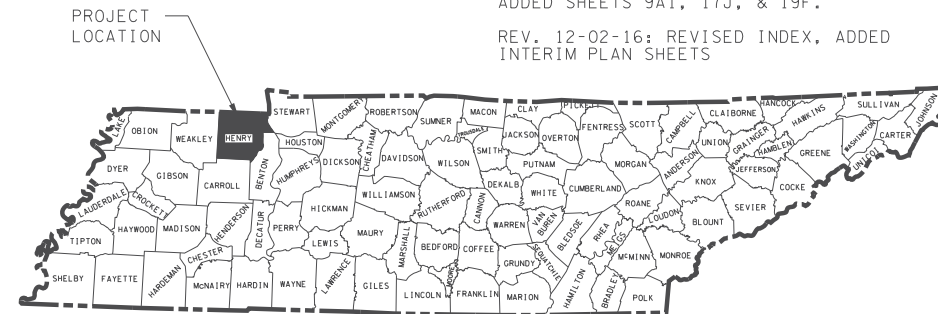 ADDED SHEETS 9A1, 17J, & 19F.
PROJECT
LOCATION
REV. 12-02-16: REVISED INDEX, ADDED
INTERIM PLAN SHEETS
LAKE
OBION
WEAKLEY
HENRY
STEWART
MONTGOMERY
ROBERTSON
SUMNER
MACON
TROUSDALE
CLAY
PICKETT
FENTRESS
SCOTT
CAMPBELL
CLAIBORNE
HANCOCK
HAWKINS
SULLIVAN
JOHNSON
DYER
GIBSON
CARROLL
BENTON
HOUSTON
HUMPHREYS
DICKSON
CHEATHAM
DAVIDSON
WILSON
SMITH
JACKSON
OVERTON
PUTNAM
MORGAN
ANDERSON
UNION
GRAINGER
HAMBLEN
JEFFERSON
GREENE
WASHINGTON
UNICOI
CARTER
LAUDERDALE
CROCKETT
HAYWOOD
MADISON
HENDERSON
DECATUR
PERRY
HICKMAN
WILLIAMSON
RUTHERFORD
CANNON
DEKALB
WHITE
CUMBERLAND
ROANE
LOUDON
KNOX
BLOUNT
SEVIER
COCKE
TIPTON
SHELBY
FAYETTE
HARDEMAN
CHESTER
McNAIRY
HARDIN
WAYNE
LEWIS
LAWRENCE
MAURY
GILES
MARSHALL
LINCOLN
BEDFORD
MOORE
COFFEE
FRANKLIN
WARREN
VAN
BUREN
GRUNDY
MARION
SEQUATCHIE
BLEDSOE
RHEA
MEIGS
HAMILTON
BRADLEY
McMINN
MONROE
POLK